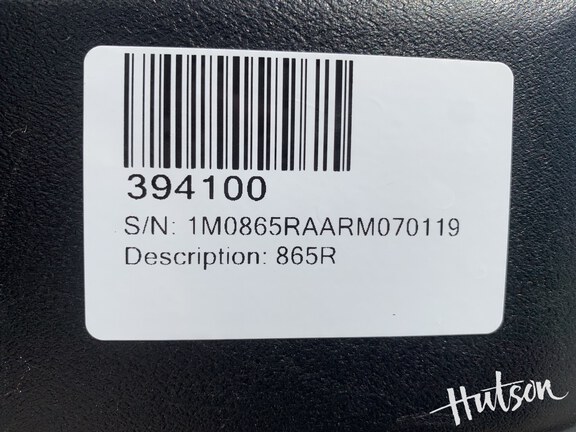 394100
S/N: 1M0865RAARM070119
Description: 865R
Hutson